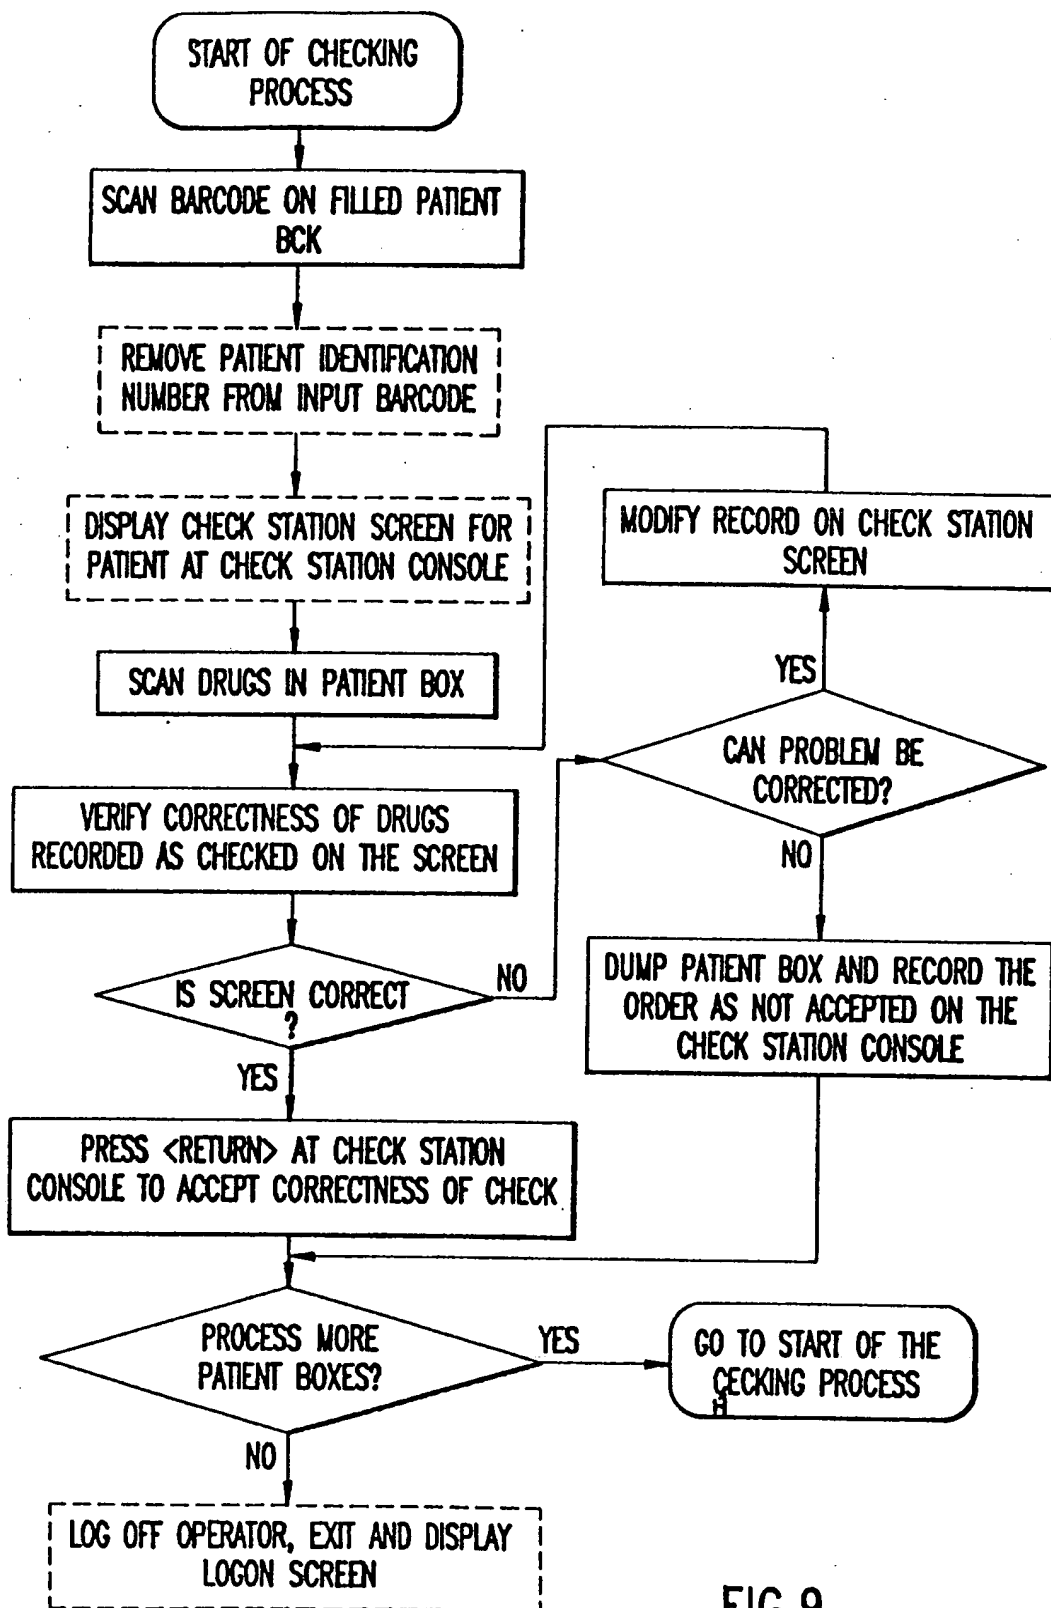 START OF CHECKING
PROCESS
SCAN BARCODE ON FILLED PATIENT
BCK
REMOVE PATIENT IDENTIFICATION
NUMBER FROM INPUT BARCODE
DISPLAY CHECK STATION SCREEN FOR
PATIENT AT CHECK STATION CONSOLE
SCAN DRUGS IN PATIENT BOX
VERIFY CORRECTNESS OF DRUGS
RECORDED AS CHECKED ON THE SCREEN
IS SCREEN CORRECT
?
NO
YES
MODIFY RECORD ON CHECK STATION
SCREEN
YES
CAN PROBLEM BE
CORRECTED?
NO
DUMP PATIENT BOX AND RECORD THE
ORDER AS NOT ACCEPTED ON THE
CHECK STATION CONSOLE
PRESS <RETURN> AT CHECK STATION
CONSOLE TO ACCEPT CORRECTNESS OF CHECK
PROCESS MORE
PATIENT BOXES?
YES
GO TO START OF THE
CECKING PROCESS
H
NO
LOG OFF OPERATOR, EXIT AND DISPLAY
LOGON SCREEN
FIG. 9